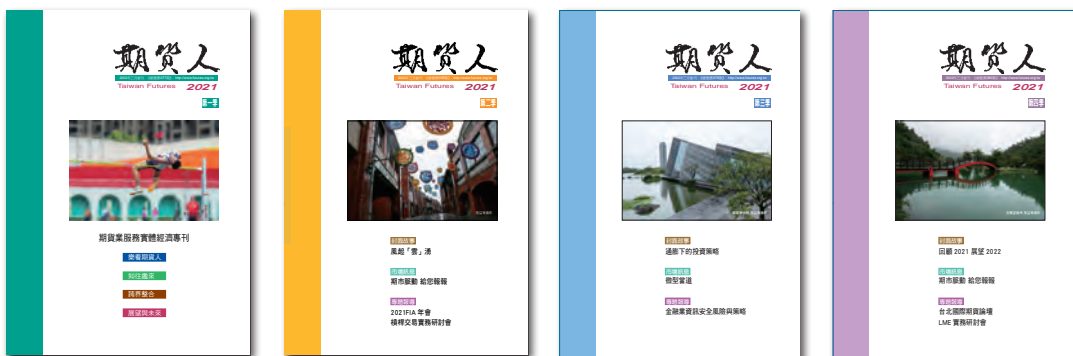 期貨人
Taiwan Futures 2021
第一季
期貨業服務實體經濟專刊
樂看期貨人
知往鑑來
跨界整合
展望與未來
期貨人
Taiwan Futures 2021
第二季
封面故事
風起「雲」湧
市場訊息
期市脈動 給您報報
專題報導
2021FIA 年會
槓桿交易實務研討會
期貨人
Taiwan Futures 2021
第三季
封面故事
通膨下的投資策略
市場訊息
微型當道
專題報導
金融業資訊安全風險與策略
期貨人
Taiwan Futures 2021
第四季
封面故事
回顧 2021 展望 2022
市場訊息
期市脈動 給您報報
專題報導
台北國際期貨論壇
LME 實務研討會